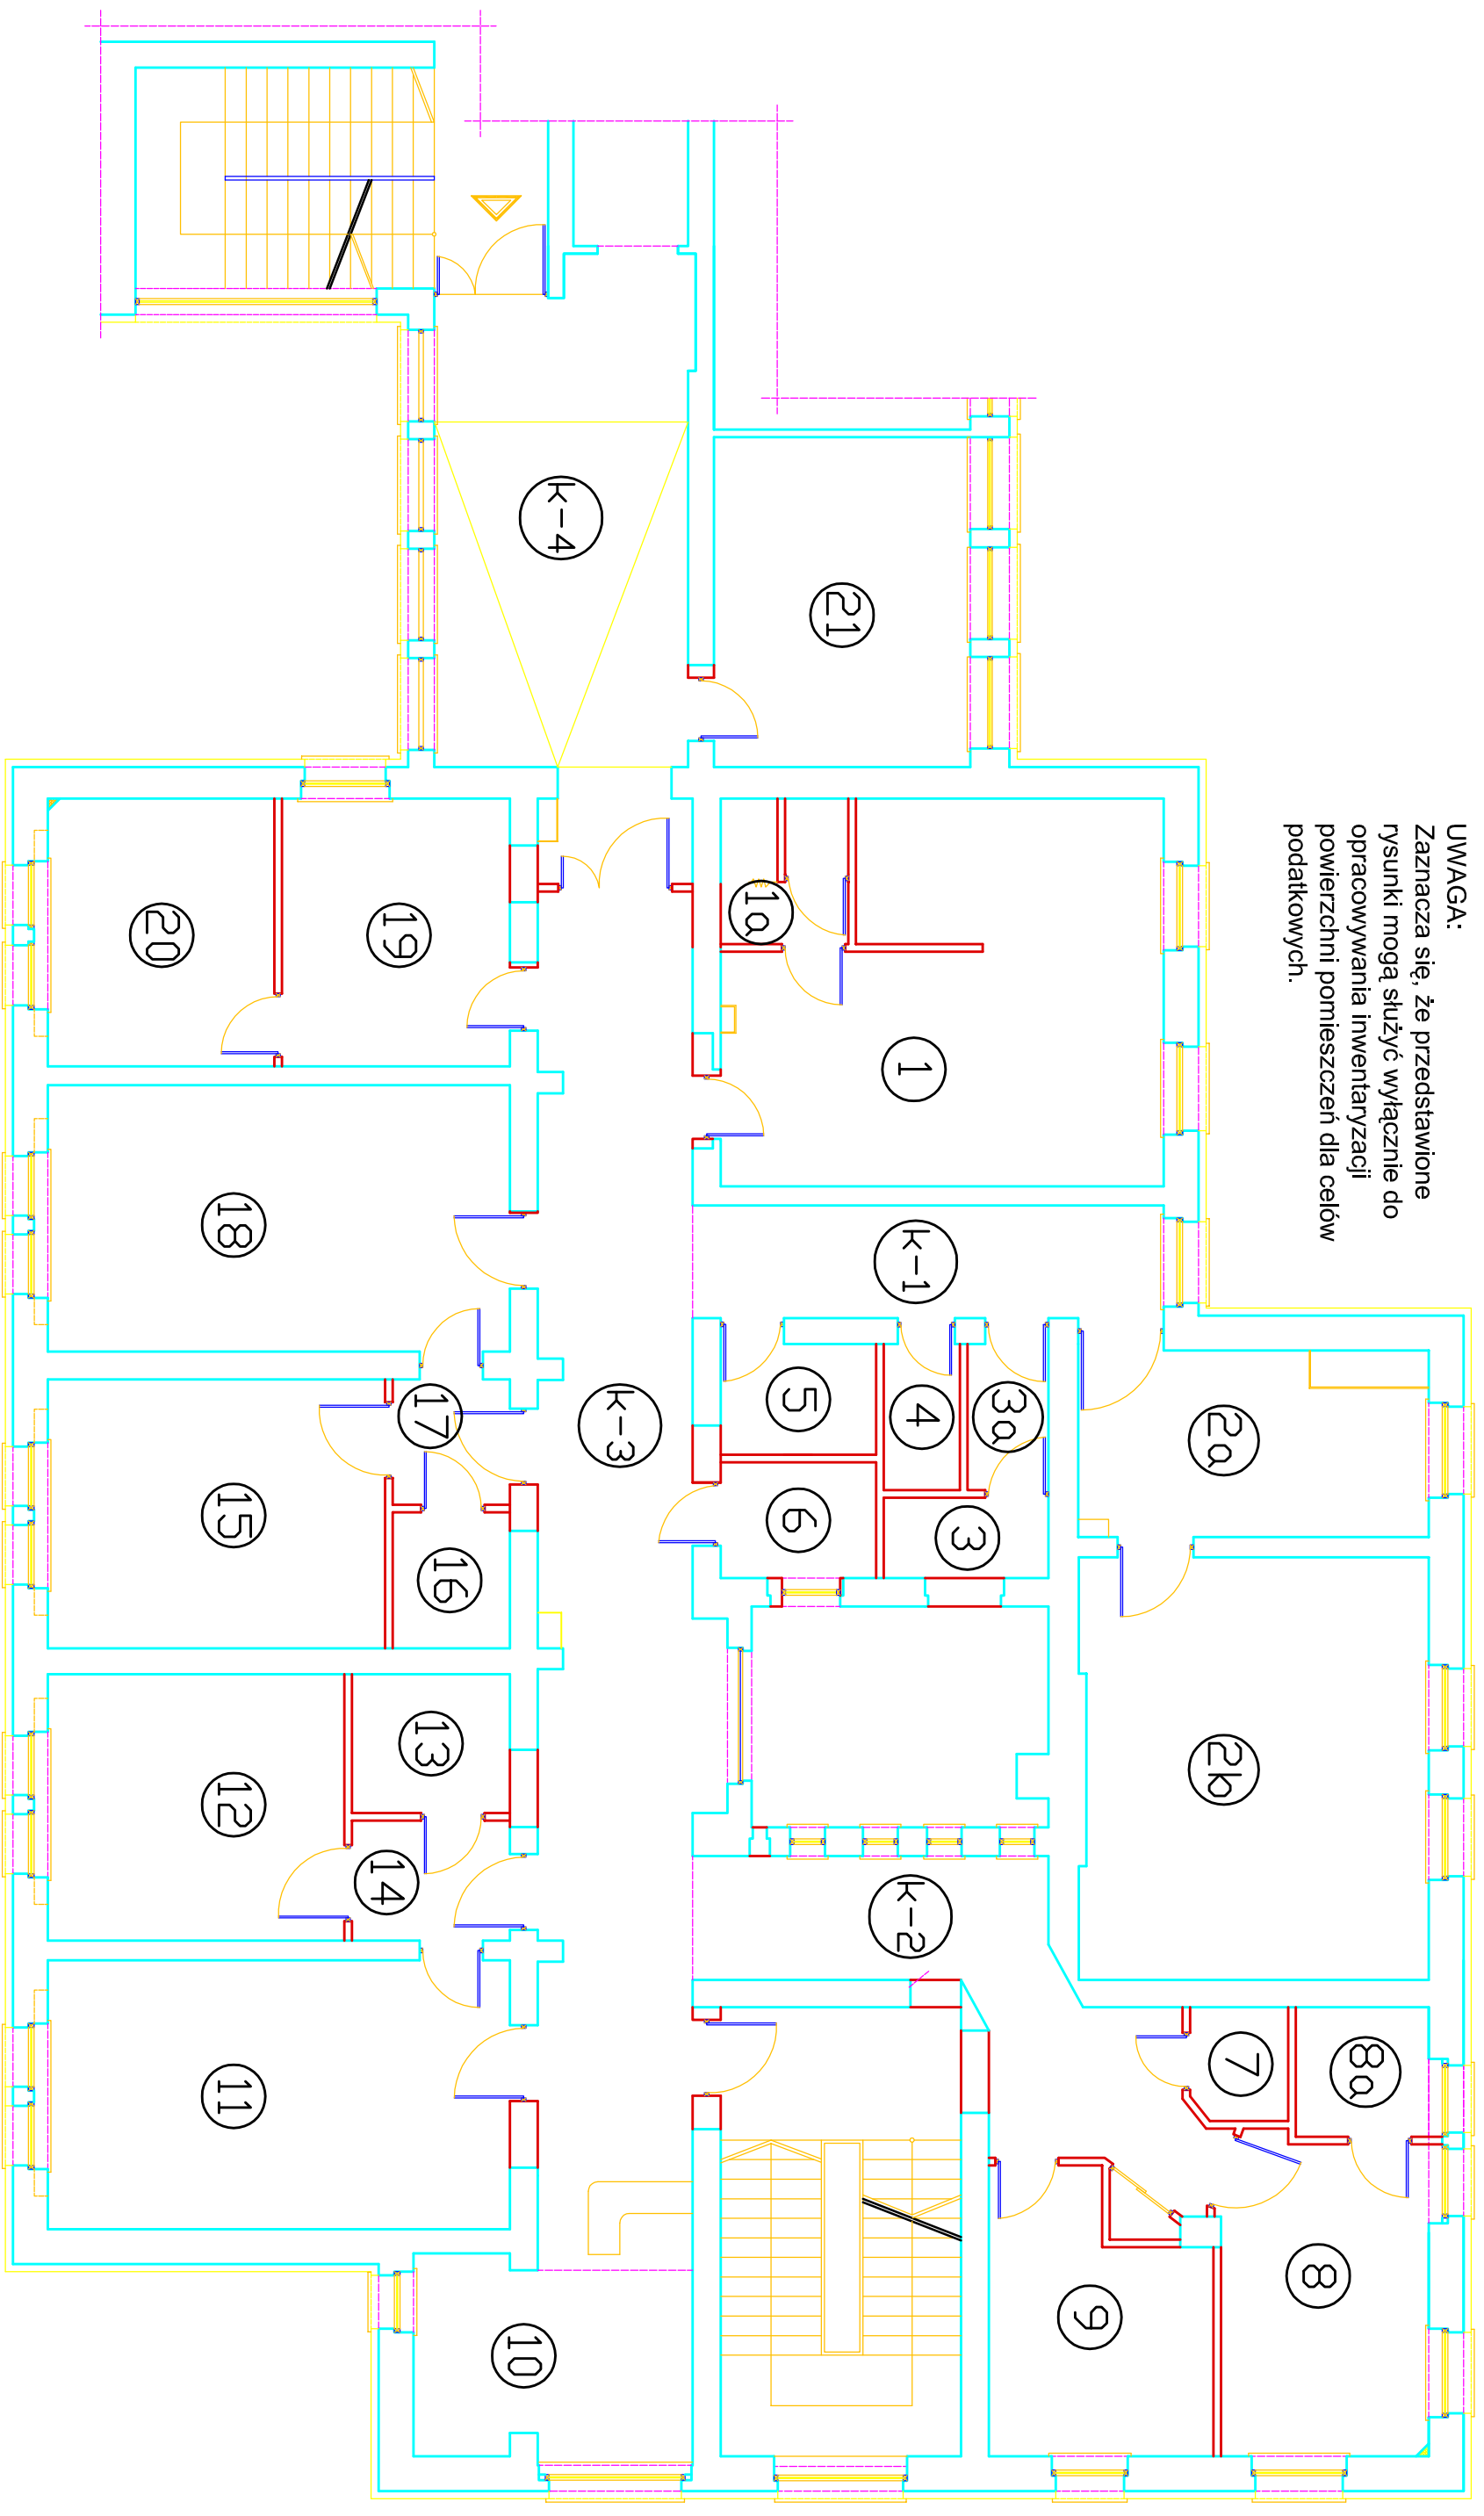 UWAGA:
Zaznacza się, że przedstawione
rysunki mogą służyć wyłącznie do
opracowywania inwentaryzacji
powierzchni pomieszczeń dla celów
podatkowych.
k-4
21
1a
1
20
19
18
k-1
k-3
5
4
3a
2a
17
15
16
6
3
13
12
14
2b
k-2
11
7
8a
8
9
10